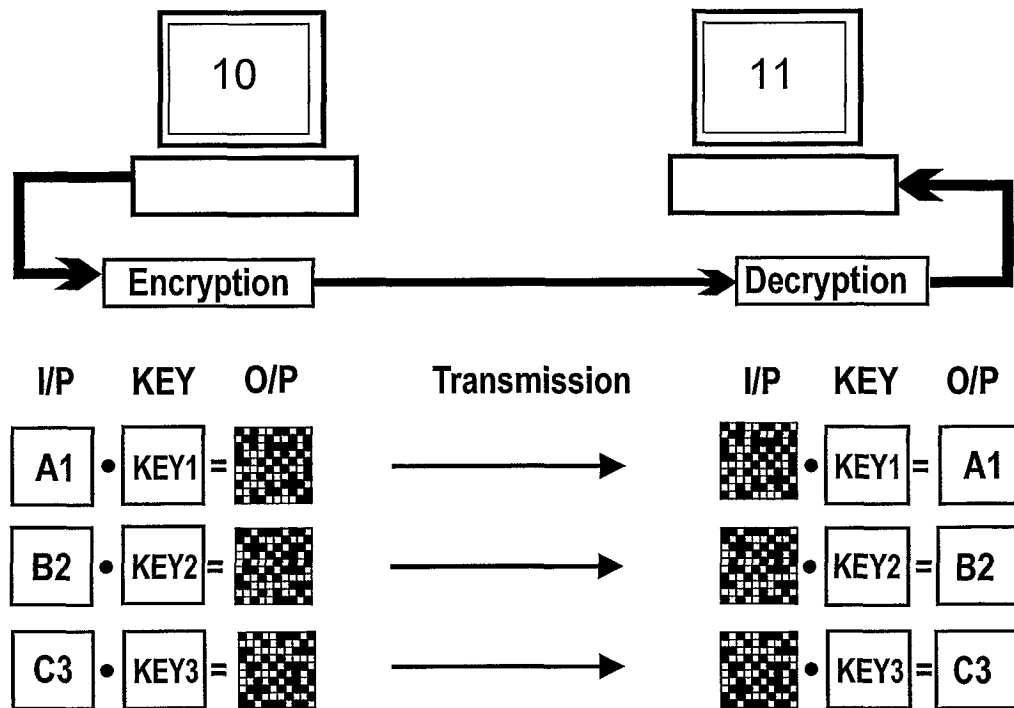 10 11
Encryption Decryption
I/P KEY O/P Transmission I/P KEY O/P
A1 • KEY1 = • KEY1 = A1
B2 • KEY2 = • KEY2 = B2
C3 • KEY3 = • KEY3 = C3